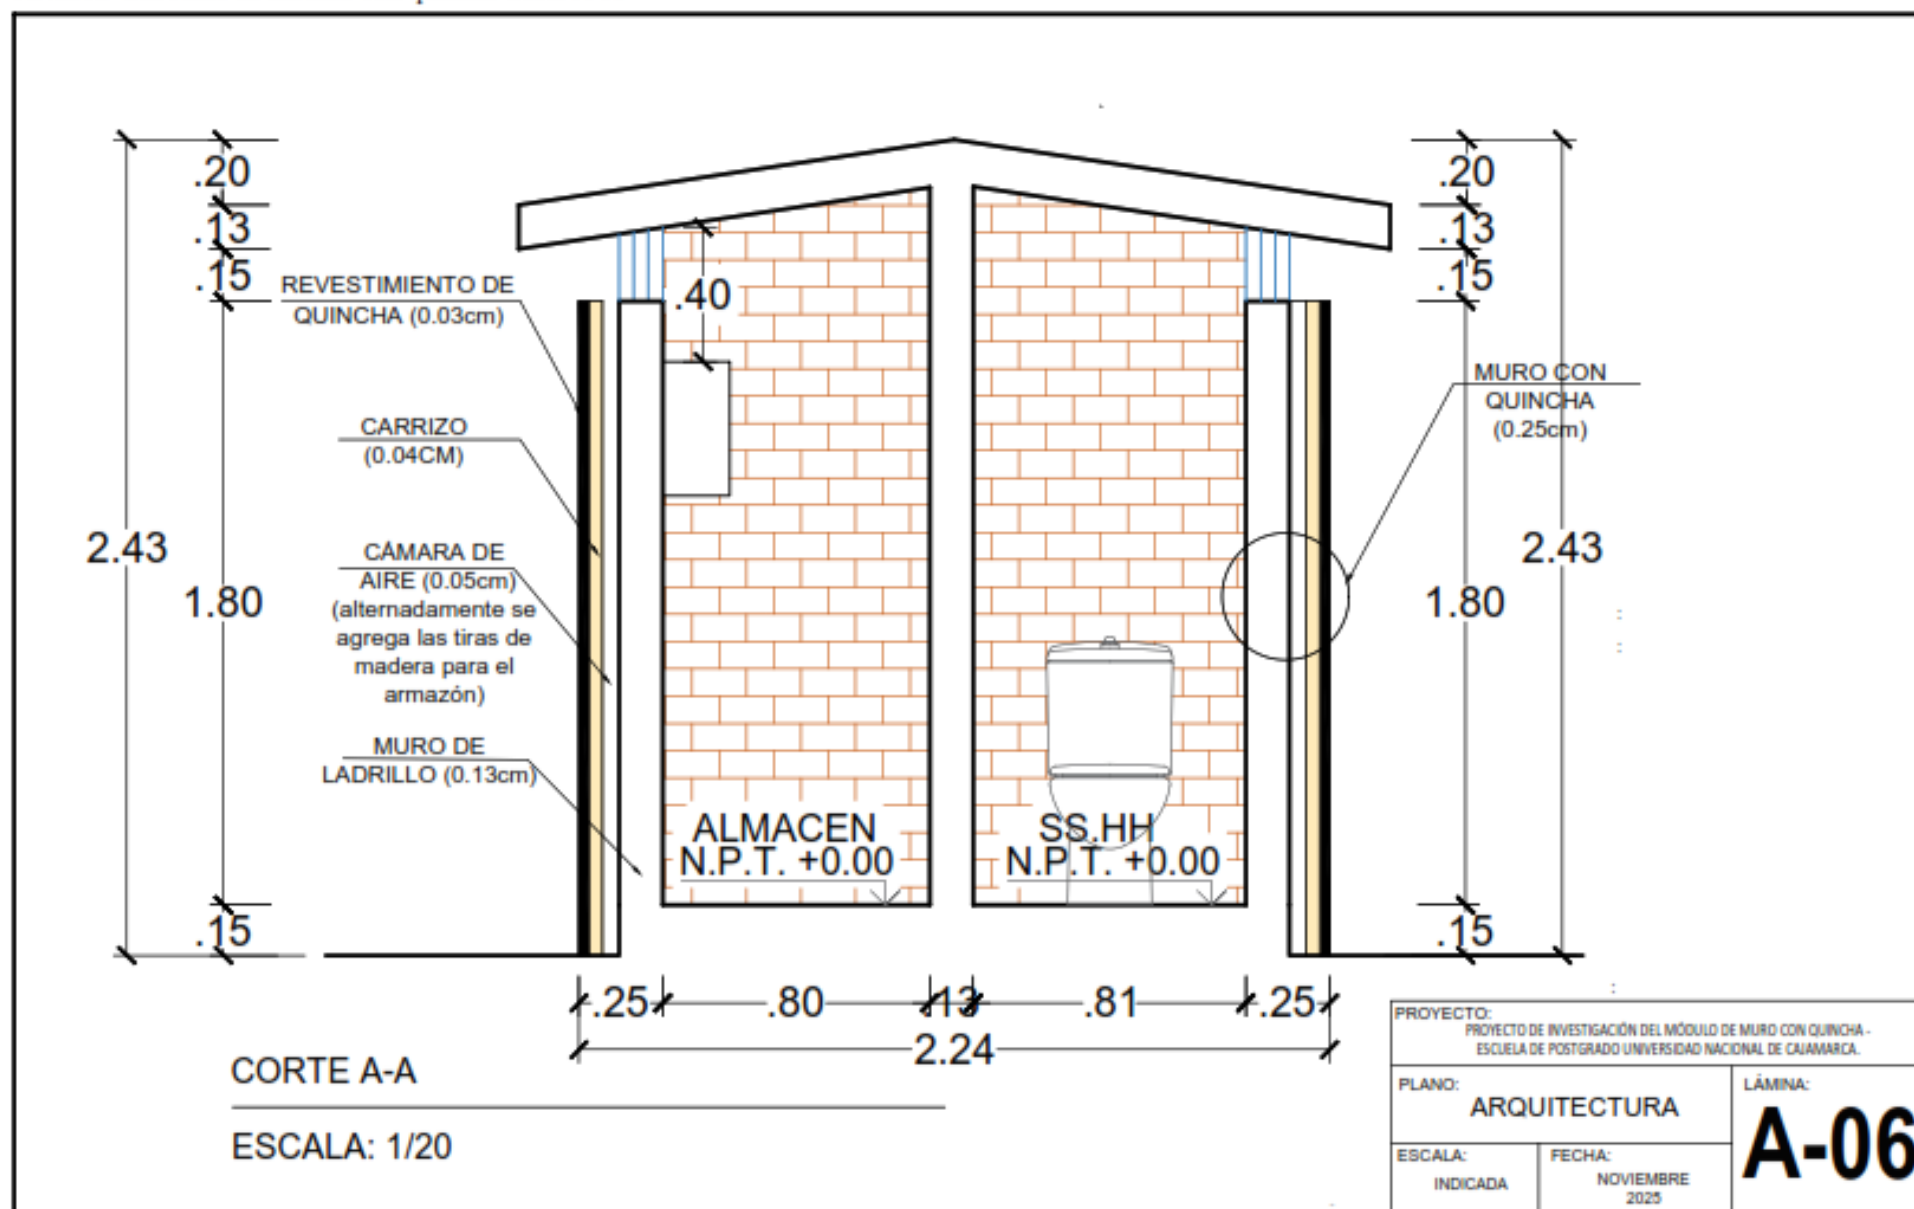 .20
.13
.15
REVESTIMIENTO DE
QUINCHA (0.03cm)
.40
CARRIZO
(0.04CM)
2.43
CÁMARA DE
AIRE (0.05cm)
(alternadamente se
agrega las tiras de
madera para el
armazón)
1.80
MURO DE
LADRILLO (0.13cm)
.15
ALMACEN
N.P.T. +0.00
SS.HH
N.P.T. +0.00
.20
.13
.15
MURO CON
QUINCHA
(0.25cm)
2.43
1.80
.15
.25
.80
.13
.81
.25
2.24
CORTE A-A
ESCALA: 1/20
PROYECTO:
PROYECTO DE INVESTIGACIÓN DEL MÓDULO DE MURO CON QUINCHA -
ESCUELA DE POSTGRADO UNIVERSIDAD NACIONAL DE CAJAMARCA.
PLANO:
ARQUITECTURA
LÁMINA:
A-06
ESCALA:
INDICADA
FECHA:
NOVIEMBRE
2025